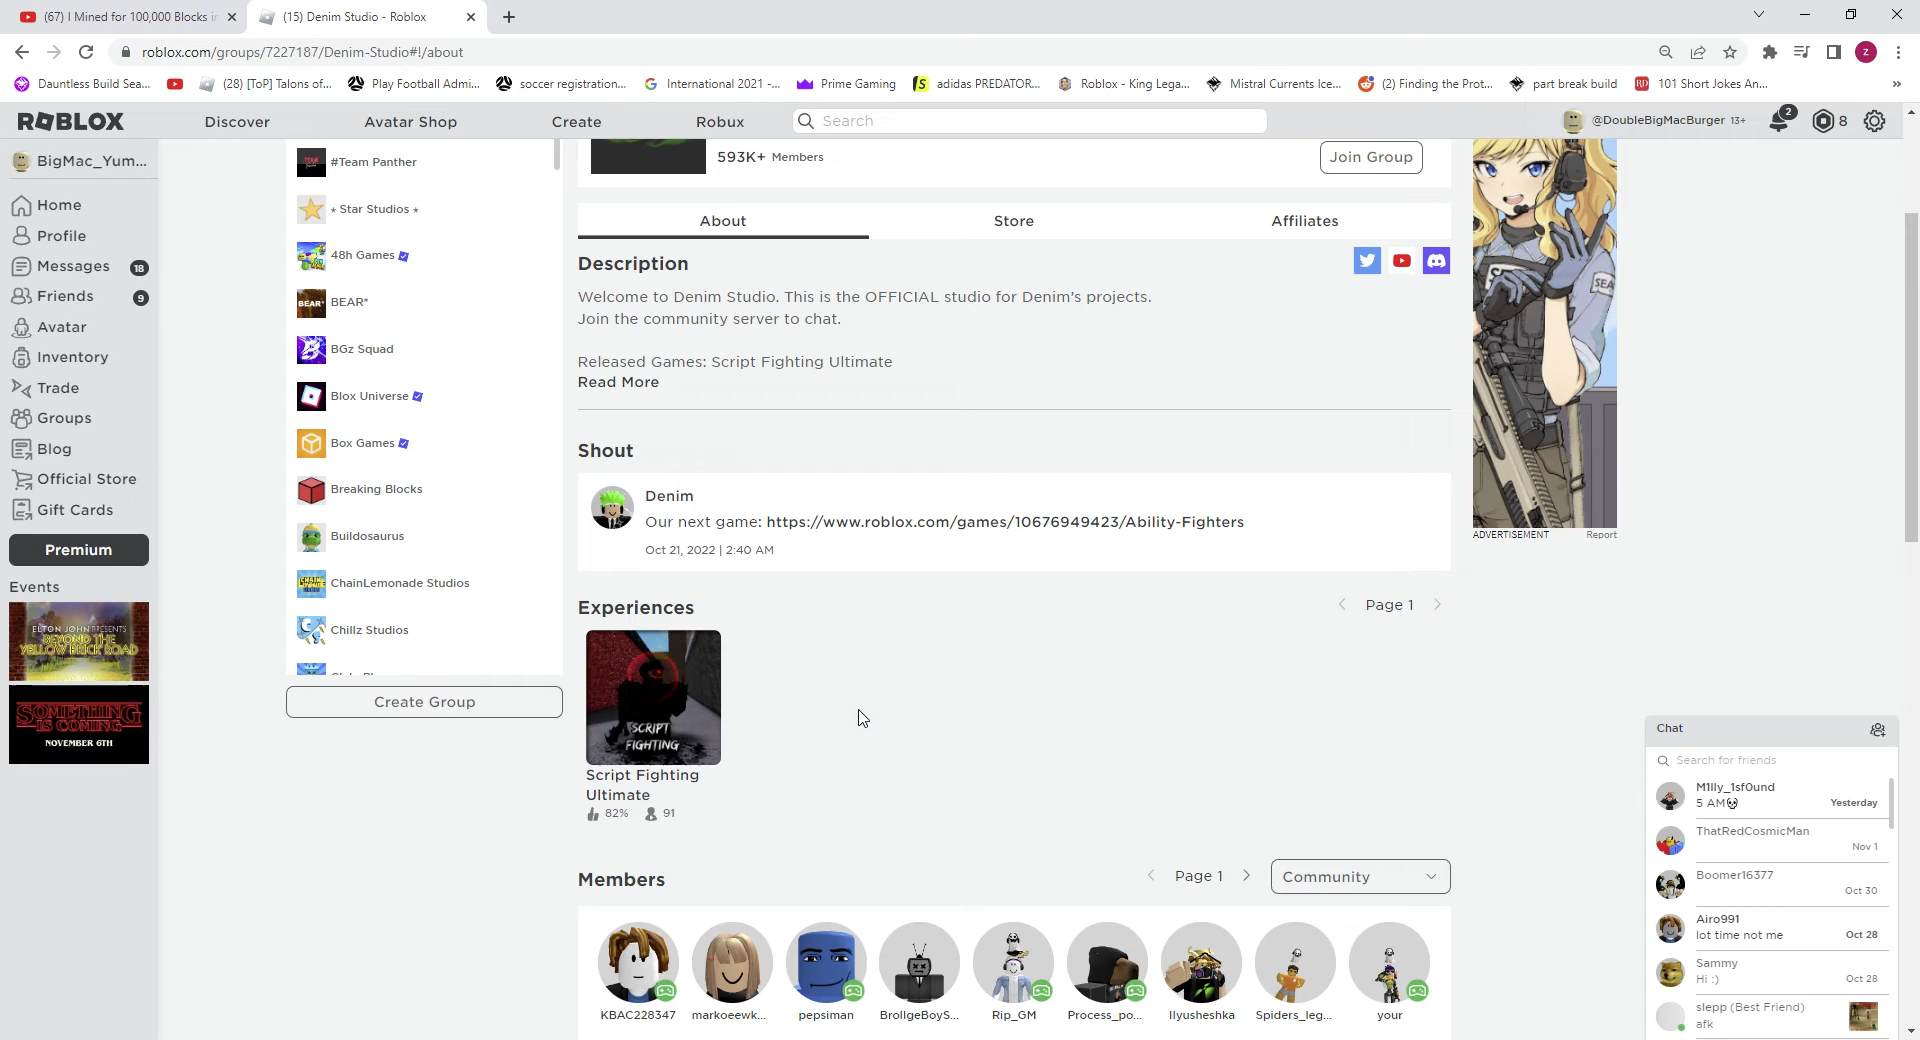 (67) I Mined for 100,000 Blocks in
(15) Denim Studio - Roblox
roblox.com/groups/7227187/Denim-Studio#!/about
Z
Dauntless Build Sea...
(28) [ToP] Talons of...
Play Football Admi...
soccer registration...
International 2021 -...
Prime Gaming
adidas PREDATOR...
Roblox - King Lega...
Mistral Currents Ice...
(2) Finding the Prot...
part break build
101 Short Jokes An...
ROBLOX
Discover
Avatar Shop
Create
Robux
Search
@DoubleBigMacBurger 13+
2
8
BigMac_Yum...
Home
Profile
Messages 18
Friends 9
Avatar
Inventory
Trade
Groups
Blog
Official Store
Gift Cards
Premium
Events
ELTON JOHN PRESENTS
BEYOND THE
YELLOW BRICK ROAD
SOMETHING
IS COMING
NOVEMBER 6TH
#Team Panther
⋆ Star Studios ⋆
48h Games
BEAR*
BGz Squad
Blox Universe
Box Games
Breaking Blocks
Buildosaurus
ChainLemonade Studios
Chillz Studios
Create Group
593K+ Members
Join Group
About
Store
Affiliates
Description
Welcome to Denim Studio. This is the OFFICIAL studio for Denim's projects.
Join the community server to chat.
Released Games: Script Fighting Ultimate
Read More
Shout
Denim
Our next game: https://www.roblox.com/games/10676949423/Ability-Fighters
Oct 21, 2022 | 2:40 AM
Experiences
Page 1
SCRIPT
FIGHTING
Script Fighting
Ultimate
82% 91
Members
Page 1
Community
KBAC228347
markoeewk...
pepsiman
BrollgeBoyS...
Rip_GM
Process_po...
Ilyusheshka
Spiders_leg...
your
SEA
ADVERTISEMENT
Report
Chat
Search for friends
M1lly_1sf0und
5 AM💀
Yesterday
ThatRedCosmicMan
Nov 1
Boomer16377
Oct 30
Airo991
lot time not me
Oct 28
Sammy
Hi :)
Oct 28
slepp (Best Friend)
afk